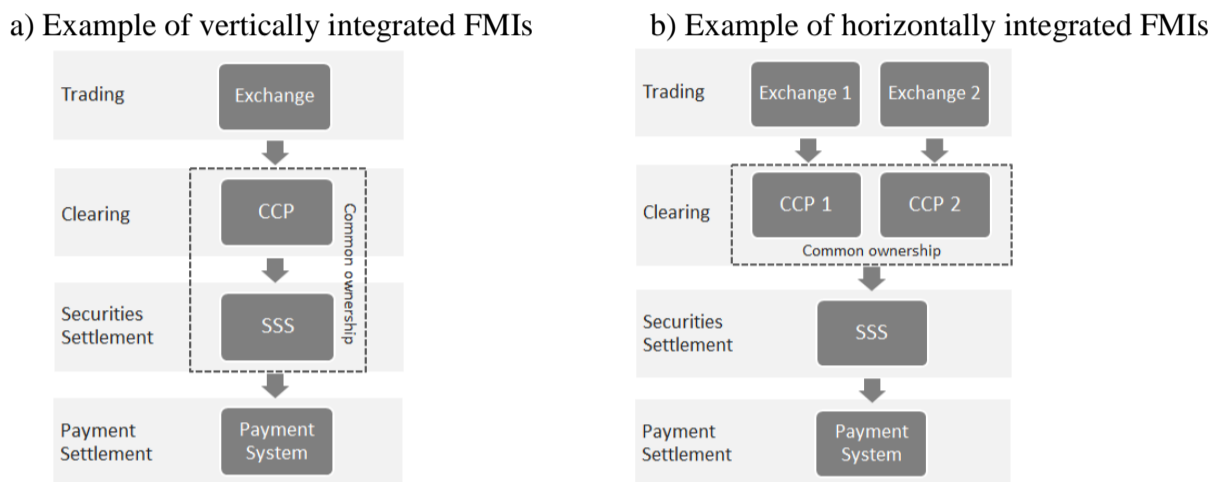 a) Example of vertically integrated FMIs
Trading
Exchange
Clearing
CCP
Common ownership
Securities
Settlement
SSS
Payment
Settlement
Payment
System
b) Example of horizontally integrated FMIs
Trading
Exchange 1
Exchange 2
Clearing
CCP 1
CCP 2
Common ownership
Securities
Settlement
SSS
Payment
Settlement
Payment
System